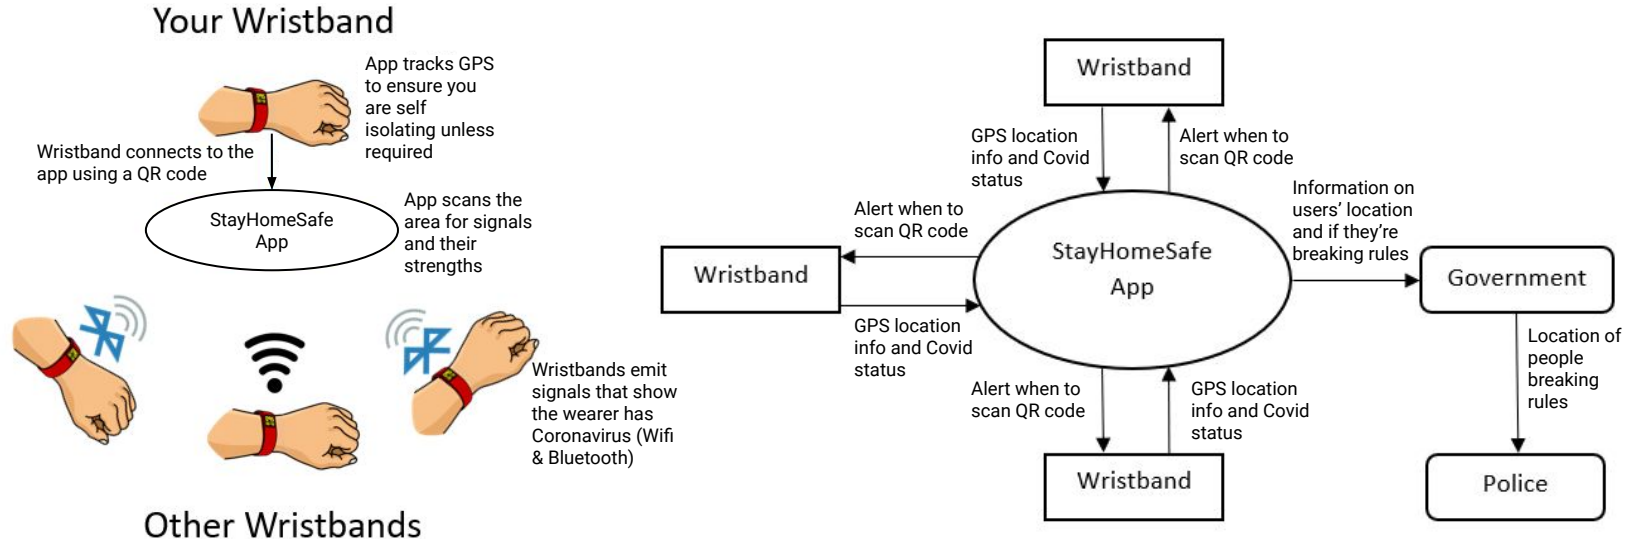 Your Wristband
App tracks GPS
to ensure you
are self
isolating unless
required
Wristband connects to the
app using a QR code
StayHomeSafe
App
App scans the
area for signals
and their
strengths
Wristbands emit
signals that show
the wearer has
Coronavirus (Wifi
& Bluetooth)
Other Wristbands
Wristband
GPS location
info and Covid
status
Alert when to
scan QR code
Alert when to
scan QR code
Wristband
GPS location
info and Covid
status
StayHomeSafe
App
Information on
users’ location
and if they’re
breaking rules
Government
Location of
people
breaking
rules
Alert when to
scan QR code
GPS location
info and Covid
status
Wristband
Police